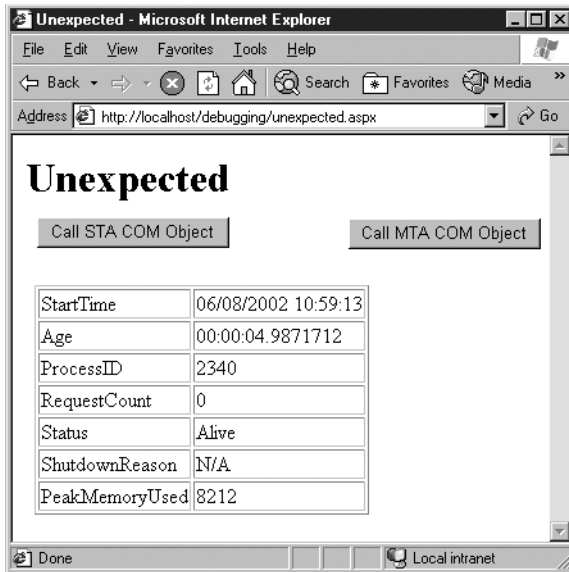 Unexpected - Microsoft Internet Explorer
File Edit View Favorites Tools Help
Back Search Favorites Media »
Address http://localhost/debugging/unexpected.aspx Go
Unexpected
Call STA COM Object Call MTA COM Object
StartTime 06/08/2002 10:59:13
Age 00:00:04.9871712
ProcessID 2340
RequestCount 0
Status Alive
ShutdownReason N/A
PeakMemoryUsed 8212
Done Local intranet